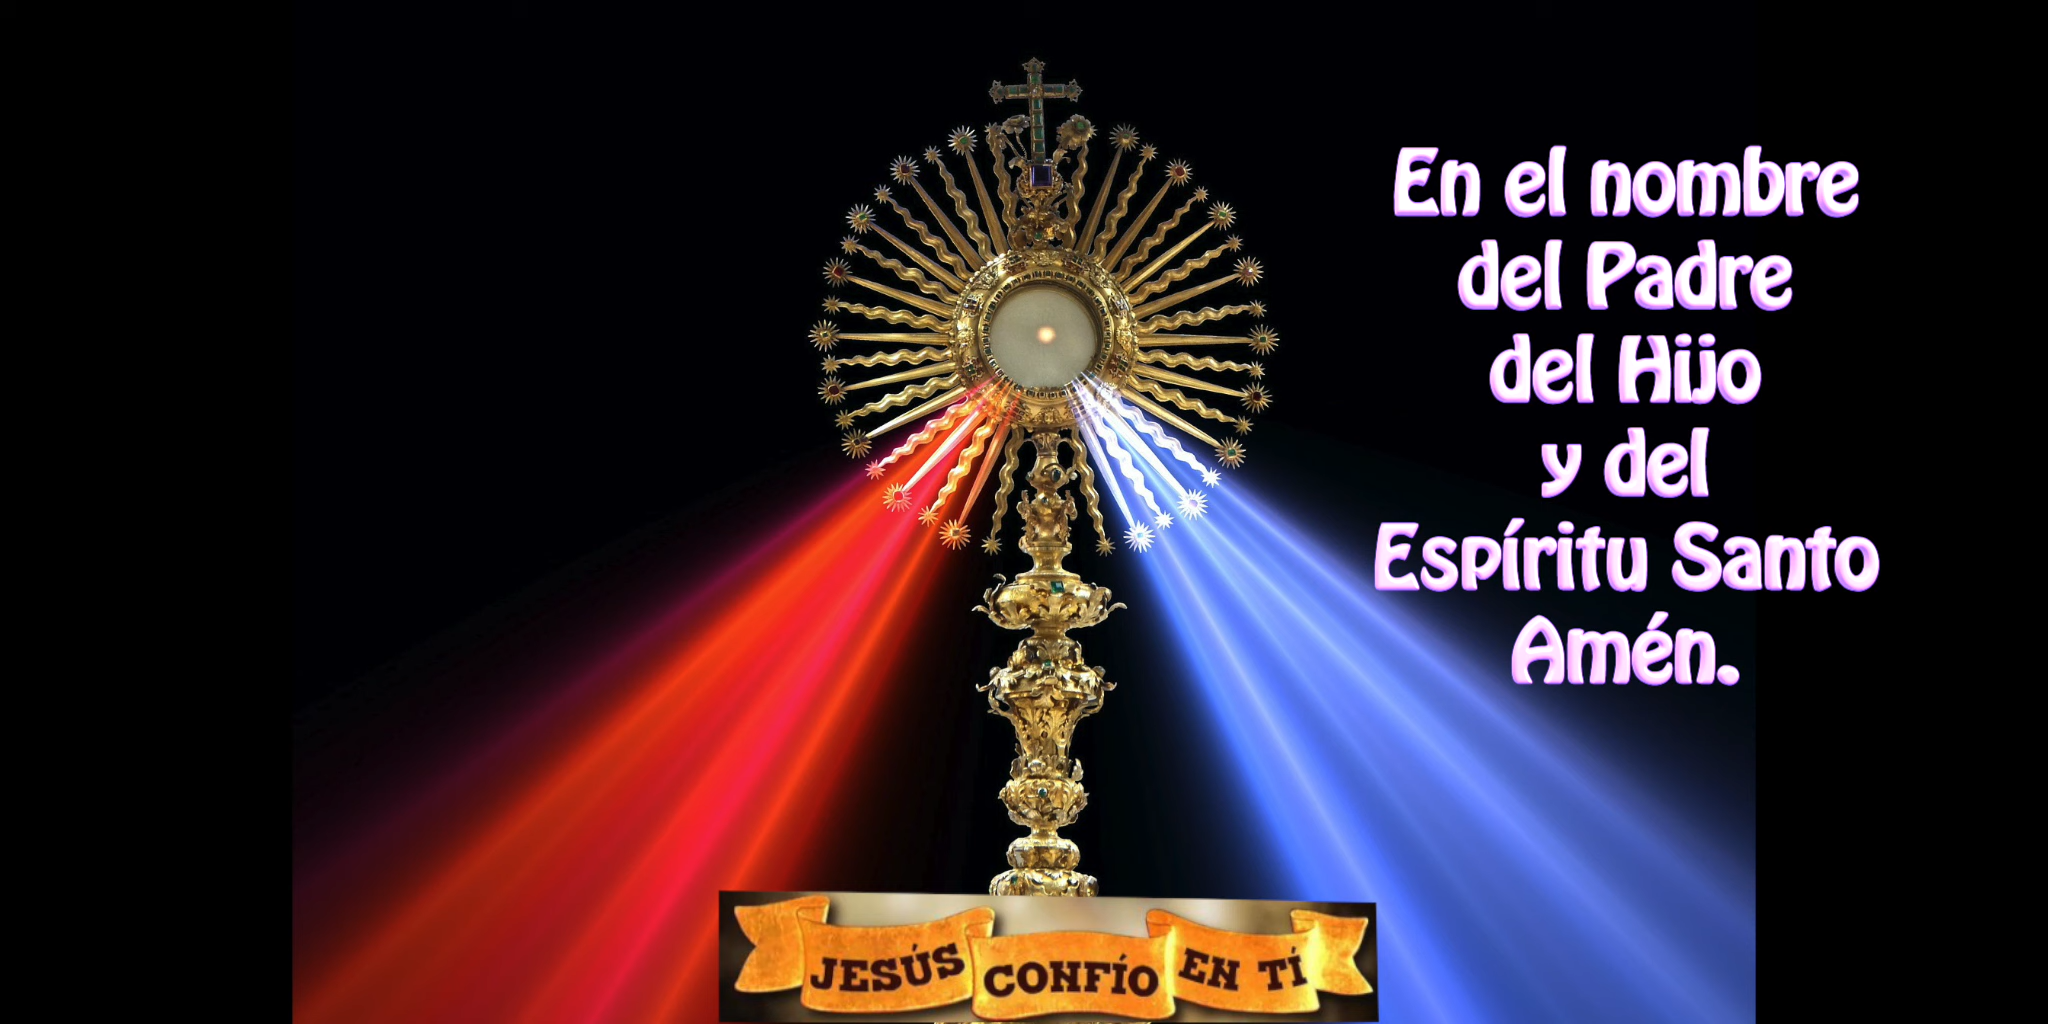 En el nombre
del Padre
del Hijo
y del
Espíritu Santo
Amén.
JESÚS CONFÍO EN TÍ